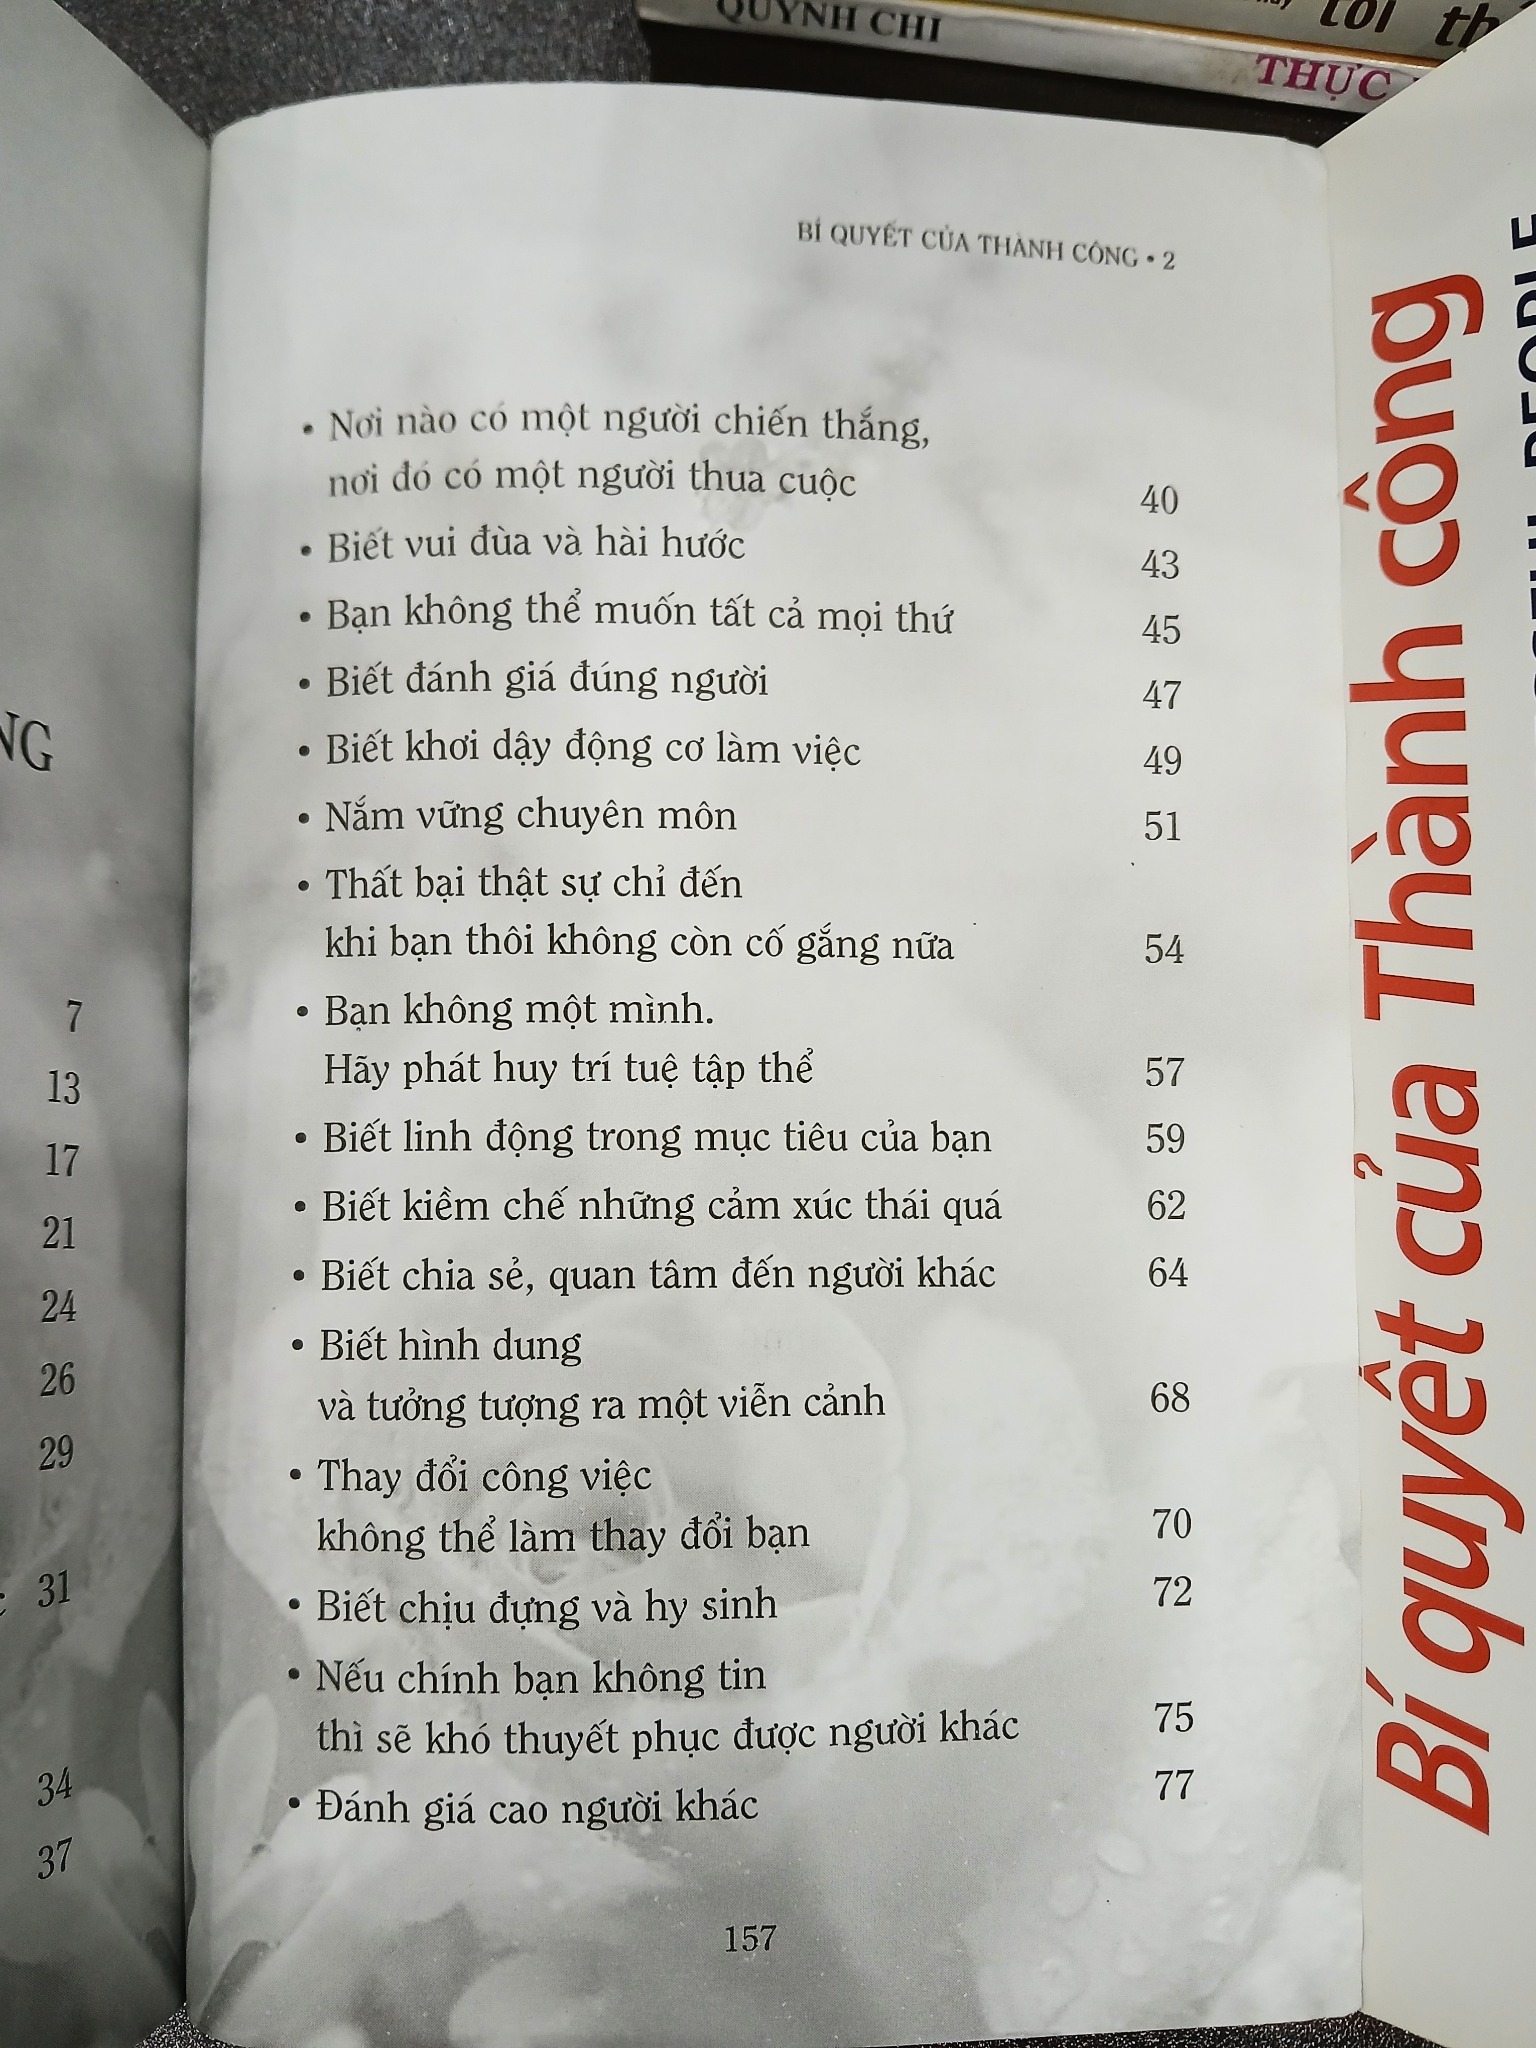 QUỲNH CHI
tôi
THỰC
NG
7
13
17
21
24
26
29
31
34
37
BÍ QUYẾT CỦA THÀNH CÔNG • 2
• Nơi nào có một người chiến thắng,
nơi đó có một người thua cuộc 40
• Biết vui đùa và hài hước 43
• Bạn không thể muốn tất cả mọi thứ 45
• Biết đánh giá đúng người 47
• Biết khơi dậy động cơ làm việc 49
• Nắm vững chuyên môn 51
• Thất bại thật sự chỉ đến
khi bạn thôi không còn cố gắng nữa 54
• Bạn không một mình.
Hãy phát huy trí tuệ tập thể 57
• Biết linh động trong mục tiêu của bạn 59
• Biết kiềm chế những cảm xúc thái quá 62
• Biết chia sẻ, quan tâm đến người khác 64
• Biết hình dung
và tưởng tượng ra một viễn cảnh 68
• Thay đổi công việc
không thể làm thay đổi bạn 70
• Biết chịu đựng và hy sinh 72
• Nếu chính bạn không tin
thì sẽ khó thuyết phục được người khác 75
• Đánh giá cao người khác 77
157
Bí quyết của Thành công
PEOPLE